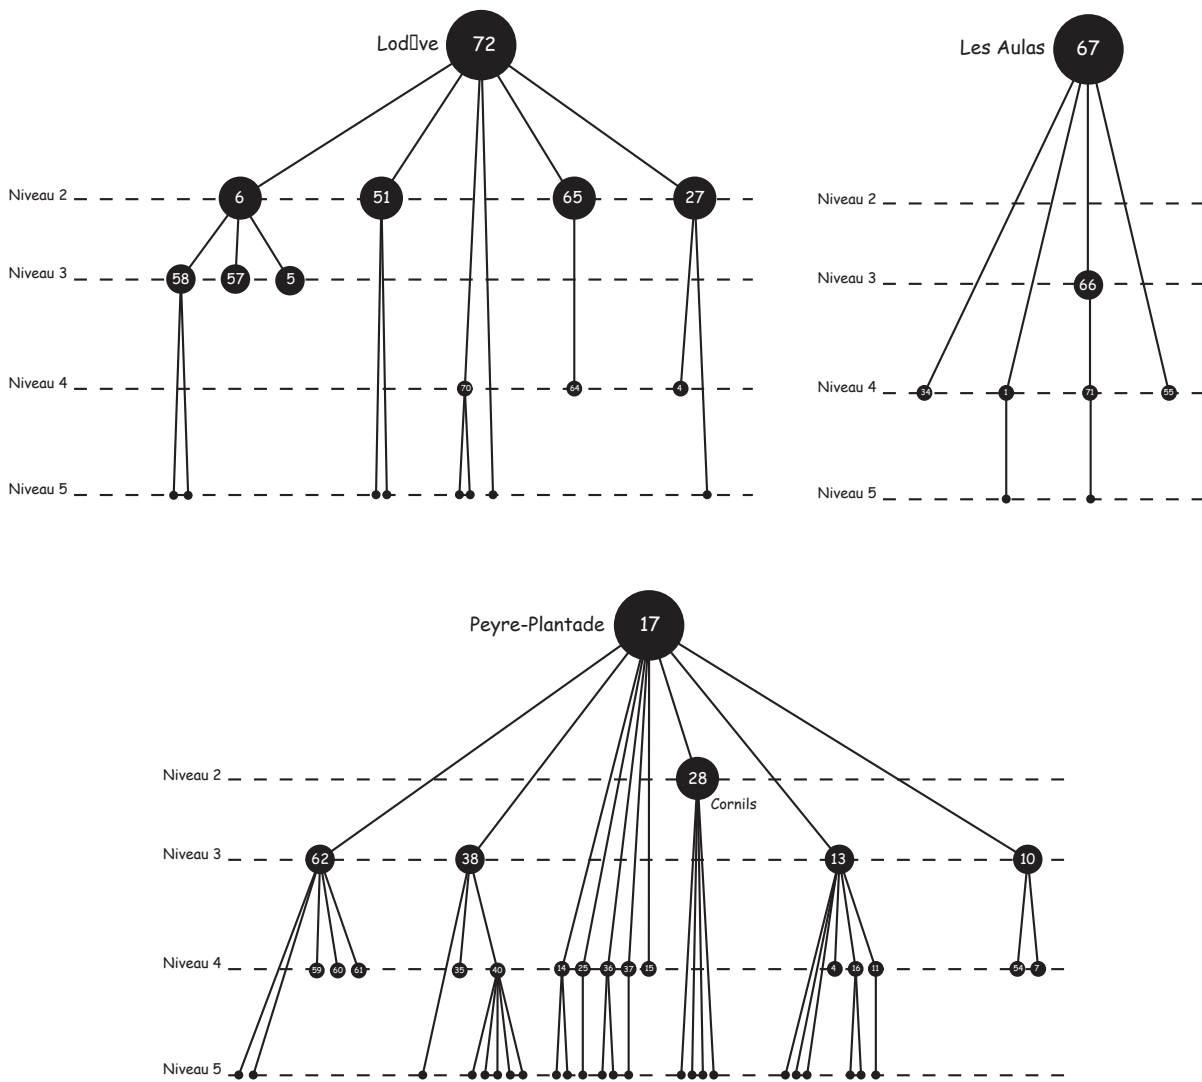 Lod▯ve 72
Les Aulas 67
Niveau 2 6 51 65 27
Niveau 2
Niveau 3 58 57 5
Niveau 3 66
Niveau 4 70 64 4
Niveau 4 34 1 71 55
Niveau 5
Niveau 5
Peyre-Plantade 17
Niveau 2 28
Cornils
Niveau 3 62 38 13 10
Niveau 4 59 60 61 35 40 14 25 36 37 15 4 16 11 54 7
Niveau 5